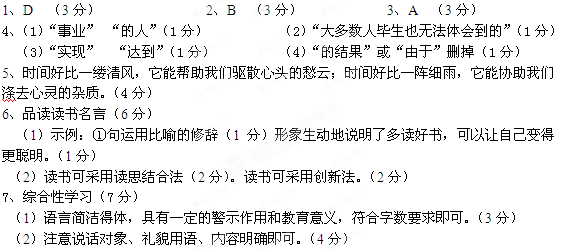 1、D （3分） 2、B （3分） 3、A （3分）
4、（1）“事业” “的人”（1分） （2）“大多数人毕生也无法体会到的”（1分）
（3）“实现” “达到”（1分） （4）“的结果”或“由于”删掉（1分）
5、时间好比一缕清风，它能帮助我们驱散心头的愁云；时间好比一阵细雨，它能协助我们
涤去心灵的杂质。（4分）
6、品读读书名言（6分）
（1）示例：①句运用比喻的修辞（1分）形象生动地说明了多读好书，可以让自己变得
更聪明。（1分）
（2）读书可采用读思结合法（2分）。读书可采用创新法。（2分）
7、综合性学习（7分）
（1）语言简洁得体，具有一定的警示作用和教育意义，符合字数要求即可。（3分）
（2）注意说话对象、礼貌用语、内容明确即可。（4分）